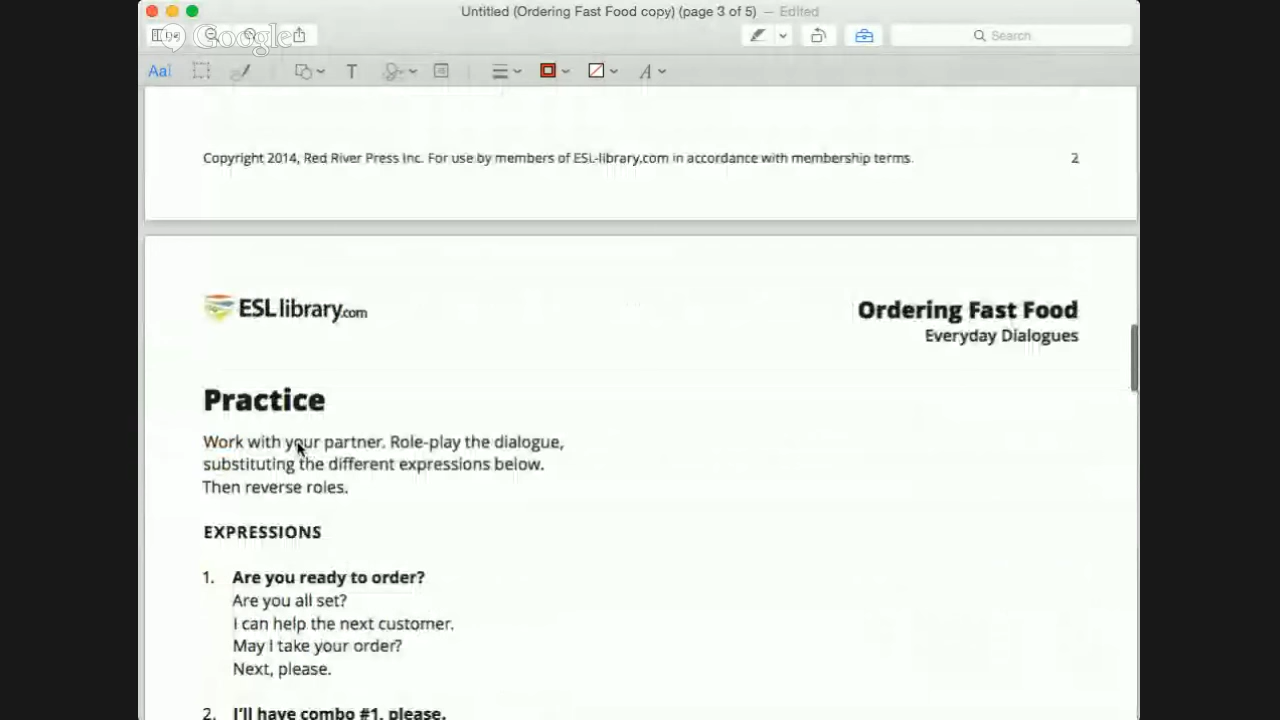 Untitled (Ordering Fast Food copy) (page 3 of 5) — Edited
Google
Search
Aa
T
A
Copyright 2014, Red River Press Inc. For use by members of ESL-library.com in accordance with membership terms.
2
ESL library.com
Ordering Fast Food
Everyday Dialogues
Practice
Work with your partner. Role-play the dialogue,
substituting the different expressions below.
Then reverse roles.
EXPRESSIONS
1. Are you ready to order?
Are you all set?
I can help the next customer.
May I take your order?
Next, please.
2. I'll have combo #1, please.